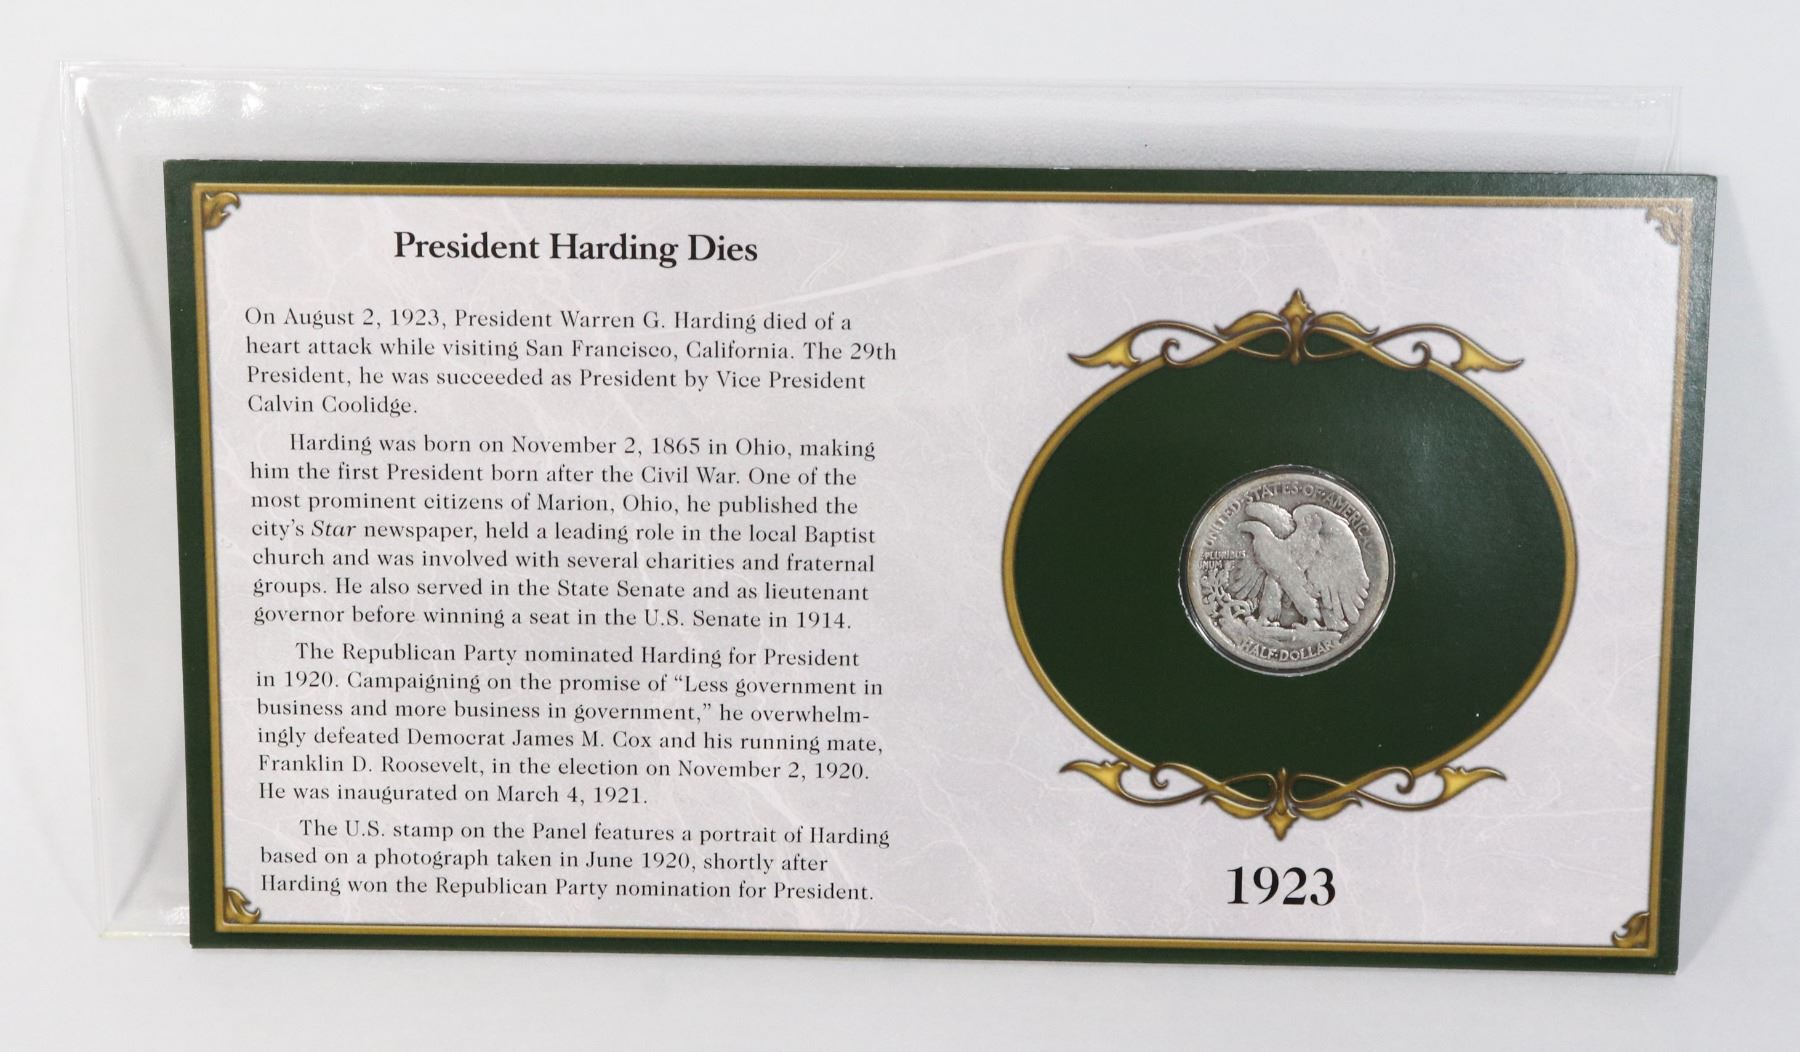 President Harding Dies
On August 2, 1923, President Warren G. Harding died of a
heart attack while visiting San Francisco, California. The 29th
President, he was succeeded as President by Vice President
Calvin Coolidge.
Harding was born on November 2, 1865 in Ohio, making
him the first President born after the Civil War. One of the
most prominent citizens of Marion, Ohio, he published the
city's Star newspaper, held a leading role in the local Baptist
church and was involved with several charities and fraternal
groups. He also served in the State Senate and as lieutenant
governor before winning a seat in the U.S. Senate in 1914.
The Republican Party nominated Harding for President
in 1920. Campaigning on the promise of “Less government in
business and more business in government,” he overwhelm-
ingly defeated Democrat James M. Cox and his running mate,
Franklin D. Roosevelt, in the election on November 2, 1920.
He was inaugurated on March 4, 1921.
The U.S. stamp on the Panel features a portrait of Harding
based on a photograph taken in June 1920, shortly after
Harding won the Republican Party nomination for President.
UNITED·STATES·OF·AMERICA
PLURIBUS
UNUM
HALF·DOLLAR
1923